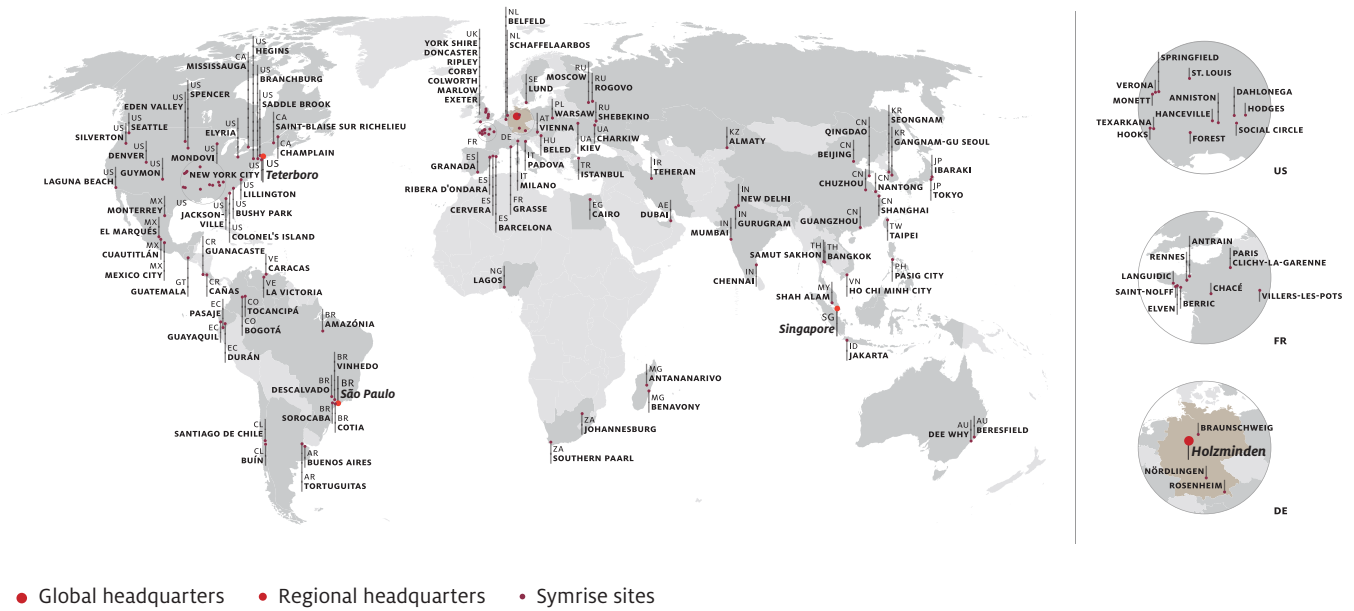 NL
BELFELD
NL
SCHAFFELAARBOS
UK
YORK SHIRE
DONCASTER
RIPLEY
CORBY
COLWORTH
MARLOW
EXETER
US
HEGINS
CA
MISSISSAUGA
US
BRANCHBURG
US
SPENCER
US
EDEN VALLEY
US
SADDLE BROOK
US
SEATTLE
US
SILVERTON
US
ELYRIA
CA
SAINT-BLAISE SUR RICHELIEU
CA
CHAMPLAIN
US
DENVER
US
MONDOVI
US
GUYMON
US
NEW YORK CITY
US
Teterboro
US
LAGUNA BEACH
US
LILLINGTON
US
BUSHY PARK
US
JACKSON-
VILLE
US
COLONEL'S ISLAND
MX
MONTERREY
MX
EL MARQUÉS
MX
CUAUTITLÁN
MX
MEXICO CITY
CR
GUANACASTE
GT
GUATEMALA
CR
CAÑAS
VE
CARACAS
VE
LA VICTORIA
CO
TOCANCIPÁ
CO
BOGOTÁ
EC
PASAJE
EC
GUAYAQUIL
EC
DURÁN
BR
AMAZÓNIA
BR
VINHEDO
BR
DESCALVADO
BR
São Paulo
BR
SOROCABA
BR
COTIA
CL
SANTIAGO DE CHILE
CL
BUÍN
AR
BUENOS AIRES
AR
TORTUGUITAS
SE
LUND
RU
MOSCOW
RU
ROGOVO
PL
WARSAW
RU
SHEBEKINO
AT
VIENNA
UA
CHARKIW
UA
KIEV
HU
BELED
DE
FR
ES
GRANADA
IT
PADOVA
IT
MILANO
TR
ISTANBUL
ES
RIBERA D'ONDARA
ES
CERVERA
ES
BARCELONA
FR
GRASSE
EG
CAIRO
IR
TEHERAN
AE
DUBAI
NG
LAGOS
MG
ANTANANARIVO
MG
BENAVONY
ZA
JOHANNESBURG
ZA
SOUTHERN PAARL
KZ
ALMATY
IN
NEW DELHI
IN
GURUGRAM
IN
MUMBAI
IN
CHENNAI
KR
SEONGNAM
KR
GANGNAM-GU SEOUL
CN
QINGDAO
CN
BEIJING
CN
CHUZHOU
CN
NANTONG
CN
SHANGHAI
CN
GUANGZHOU
JP
IBARAKI
JP
TOKYO
TW
TAIPEI
TH
SAMUT SAKHON
TH
BANGKOK
PH
PASIG CITY
VN
HO CHI MINH CITY
MY
SHAH ALAM
SG
Singapore
ID
JAKARTA
AU
DEE WHY
AU
BERESFIELD
SPRINGFIELD
ST. LOUIS
VERONA
MONETT
DAHLONEGA
ANNISTON
HODGES
HANCEVILLE
TEXARKANA
HOOKS
SOCIAL CIRCLE
FOREST
US
ANTRAIN
RENNES
PARIS
CLICHY-LA-GARENNE
LANGUIDIC
SAINT-NOLFF
CHACÉ
BERRIC
ELVEN
VILLERS-LES-POTS
FR
BRAUNSCHWEIG
Holzminden
NÖRDLINGEN
ROSENHEIM
DE
Global headquarters
Regional headquarters
Symrise sites